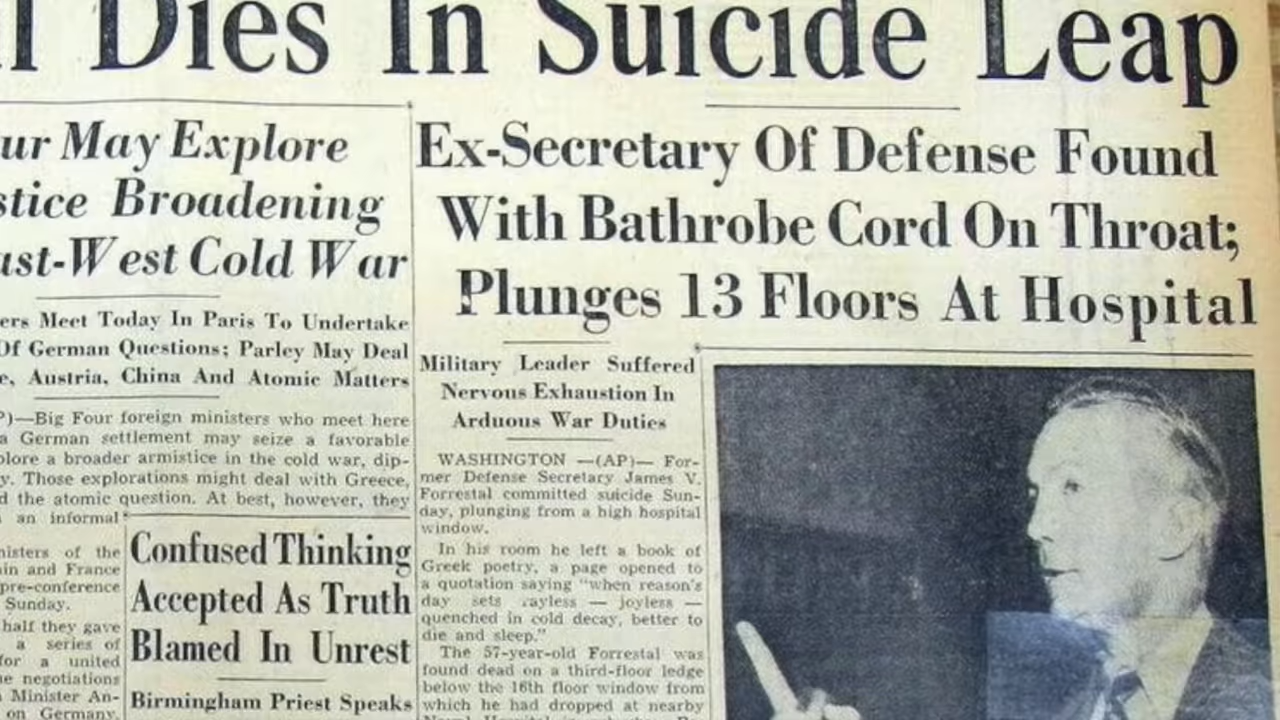 Dies In Suicide Leap
ur May Explore
stice Broadening
ast-West Cold War
ers Meet Today In Paris To Undertake
Of German Questions; Parley May Deal
e, Austria, China And Atomic Matters
P)—Big Four foreign ministers who meet here
a German settlement may seize a favorable
plore a broader armistice in the cold war, dip-
y. Those explorations might deal with Greece,
d the atomic question. At best, however, they
an informal
nisters of the
ain and France
pre-conference
Sunday.
half they gave
a series of
for a united
e negotiations
Minister An-
on Germany.
Confused Thinking
Accepted As Truth
Blamed In Unrest
Birmingham Priest Speaks
Ex-Secretary Of Defense Found
With Bathrobe Cord On Throat;
Plunges 13 Floors At Hospital
Military Leader Suffered
Nervous Exhaustion In
Arduous War Duties
WASHINGTON —(AP)— For-
mer Defense Secretary James V.
Forrestal committed suicide Sun-
day, plunging from a high hospital
window.
In his room he left a book of
Greek poetry, a page opened to
a quotation saying "when reason's
day sets rayless — joyless —
quenched in cold decay, better to
die and sleep."
The 57-year-old Forrestal was
found dead on a third-floor ledge
below the 16th floor window from
which he had dropped at nearby